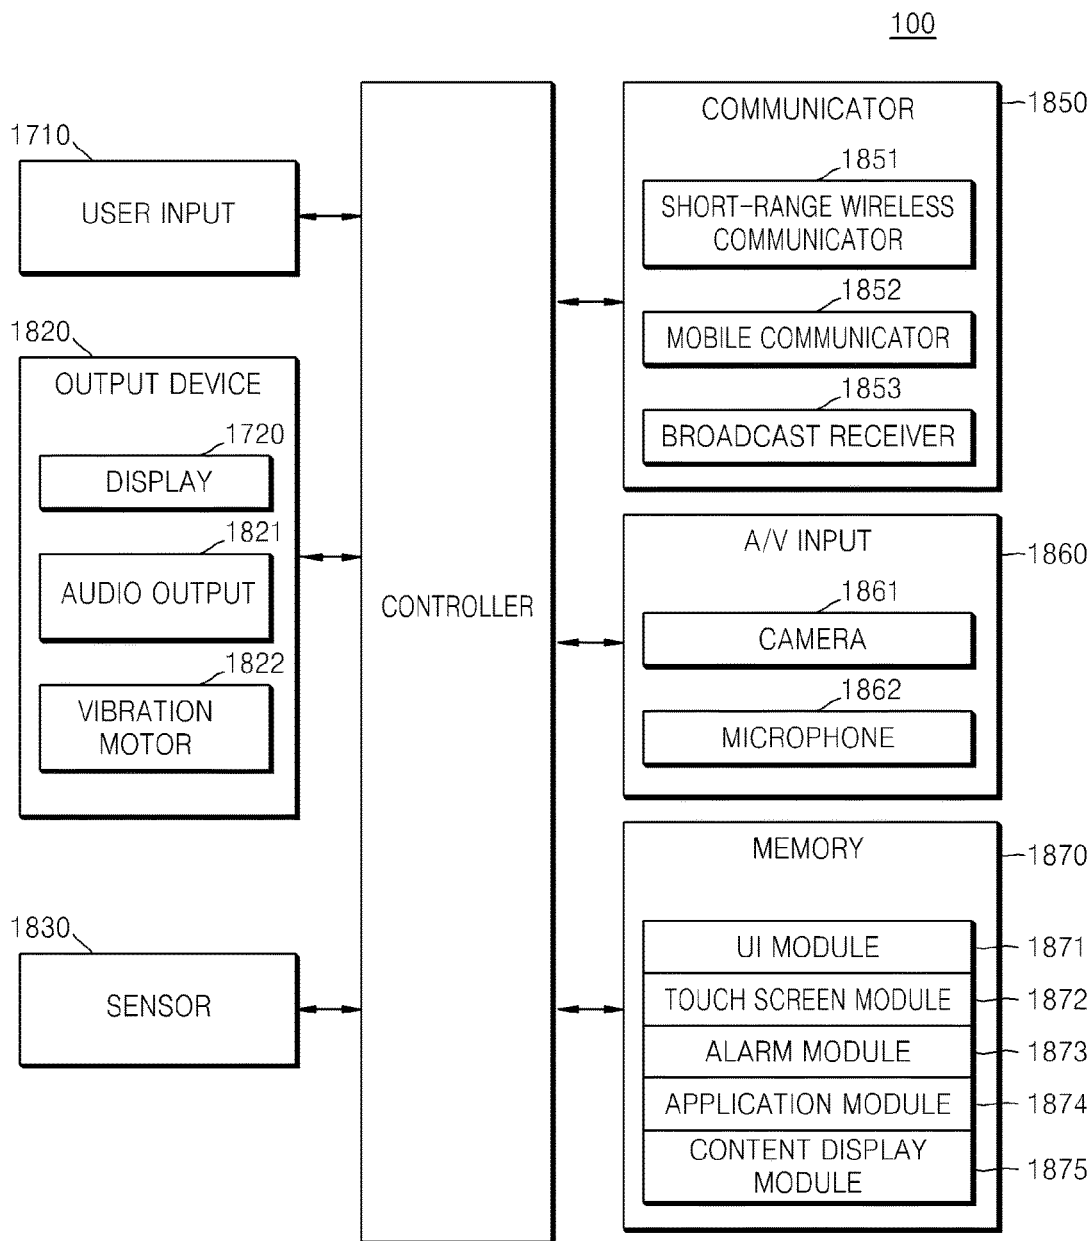 100
1710
USER INPUT
1820
OUTPUT DEVICE
1720
DISPLAY
1821
AUDIO OUTPUT
1822
VIBRATION
MOTOR
1830
SENSOR
CONTROLLER
COMMUNICATOR
1850
1851
SHORT-RANGE WIRELESS
COMMUNICATOR
1852
MOBILE COMMUNICATOR
1853
BROADCAST RECEIVER
A/V INPUT
1860
1861
CAMERA
1862
MICROPHONE
MEMORY
1870
UI MODULE
1871
TOUCH SCREEN MODULE
1872
ALARM MODULE
1873
APPLICATION MODULE
1874
CONTENT DISPLAY
MODULE
1875